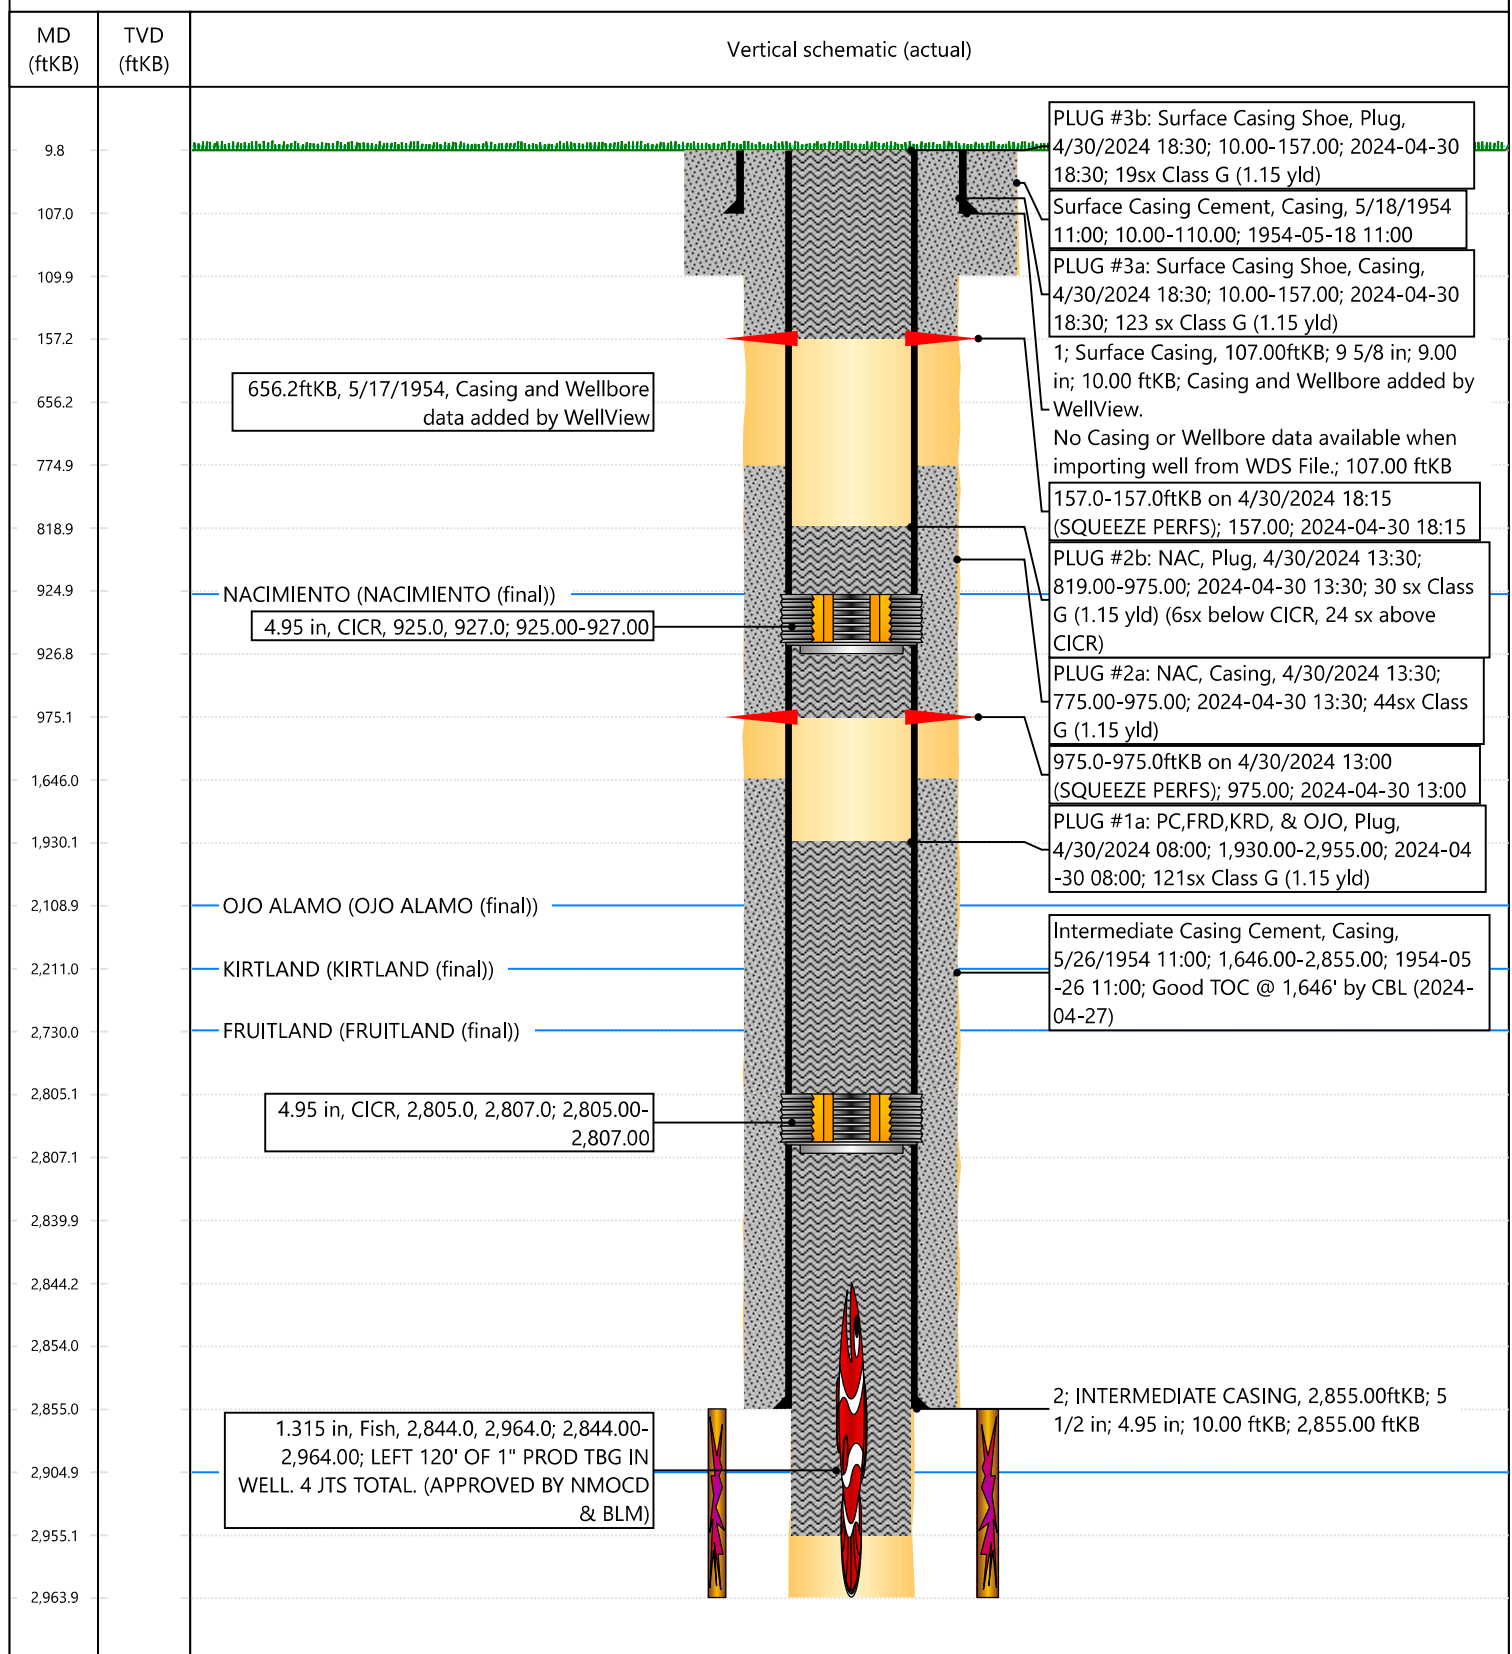 MD
(ftKB)
TVD
(ftKB)
Vertical schematic (actual)
9.8
107.0
109.9
157.2
656.2
774.9
818.9
924.9
926.8
975.1
1,646.0
1,930.1
2,108.9
2,211.0
2,730.0
2,805.1
2,807.1
2,839.9
2,844.2
2,854.0
2,855.0
2,904.9
2,955.1
2,963.9
656.2ftKB, 5/17/1954, Casing and Wellbore
data added by WellView
NACIMIENTO (NACIMIENTO (final))
4.95 in, CICR, 925.0, 927.0; 925.00-927.00
OJO ALAMO (OJO ALAMO (final))
KIRTLAND (KIRTLAND (final))
FRUITLAND (FRUITLAND (final))
4.95 in, CICR, 2,805.0, 2,807.0; 2,805.00-
2,807.00
1.315 in, Fish, 2,844.0, 2,964.0; 2,844.00-
2,964.00; LEFT 120' OF 1" PROD TBG IN
WELL. 4 JTS TOTAL. (APPROVED BY NMOCD
& BLM)
PLUG #3b: Surface Casing Shoe, Plug,
4/30/2024 18:30; 10.00-157.00; 2024-04-30
18:30; 19sx Class G (1.15 yld)
Surface Casing Cement, Casing, 5/18/1954
11:00; 10.00-110.00; 1954-05-18 11:00
PLUG #3a: Surface Casing Shoe, Casing,
4/30/2024 18:30; 10.00-157.00; 2024-04-30
18:30; 123 sx Class G (1.15 yld)
1; Surface Casing, 107.00ftKB; 9 5/8 in; 9.00
in; 10.00 ftKB; Casing and Wellbore added by
WellView.
No Casing or Wellbore data available when
importing well from WDS File.; 107.00 ftKB
157.0-157.0ftKB on 4/30/2024 18:15
(SQUEEZE PERFS); 157.00; 2024-04-30 18:15
PLUG #2b: NAC, Plug, 4/30/2024 13:30;
819.00-975.00; 2024-04-30 13:30; 30 sx Class
G (1.15 yld) (6sx below CICR, 24 sx above
CICR)
PLUG #2a: NAC, Casing, 4/30/2024 13:30;
775.00-975.00; 2024-04-30 13:30; 44sx Class
G (1.15 yld)
975.0-975.0ftKB on 4/30/2024 13:00
(SQUEEZE PERFS); 975.00; 2024-04-30 13:00
PLUG #1a: PC,FRD,KRD, & OJO, Plug,
4/30/2024 08:00; 1,930.00-2,955.00; 2024-04
-30 08:00; 121sx Class G (1.15 yld)
Intermediate Casing Cement, Casing,
5/26/1954 11:00; 1,646.00-2,855.00; 1954-05
-26 11:00; Good TOC @ 1,646' by CBL (2024-
04-27)
2; INTERMEDIATE CASING, 2,855.00ftKB; 5
1/2 in; 4.95 in; 10.00 ftKB; 2,855.00 ftKB